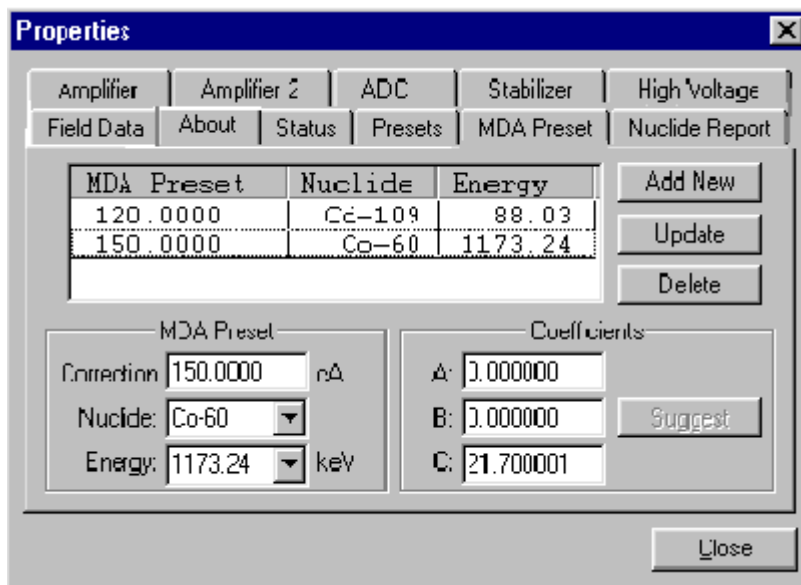 Properties
Amplifier Amplifier 2 ADC Stabilizer High Voltage
Field Data About Status Presets MDA Preset Nuclide Report
MDA Preset Nuclide Energy
120.0000 Cd-109 88.03
150.0000 Co-60 1173.24
Add New
Update
Delete
MDA Preset
Correction 150.0000
Nuclide: Co-60
Energy: 1173.24 keV
Coefficients
A: 0.000000
B: 0.000000
C: 21.700001
Suggest
Close